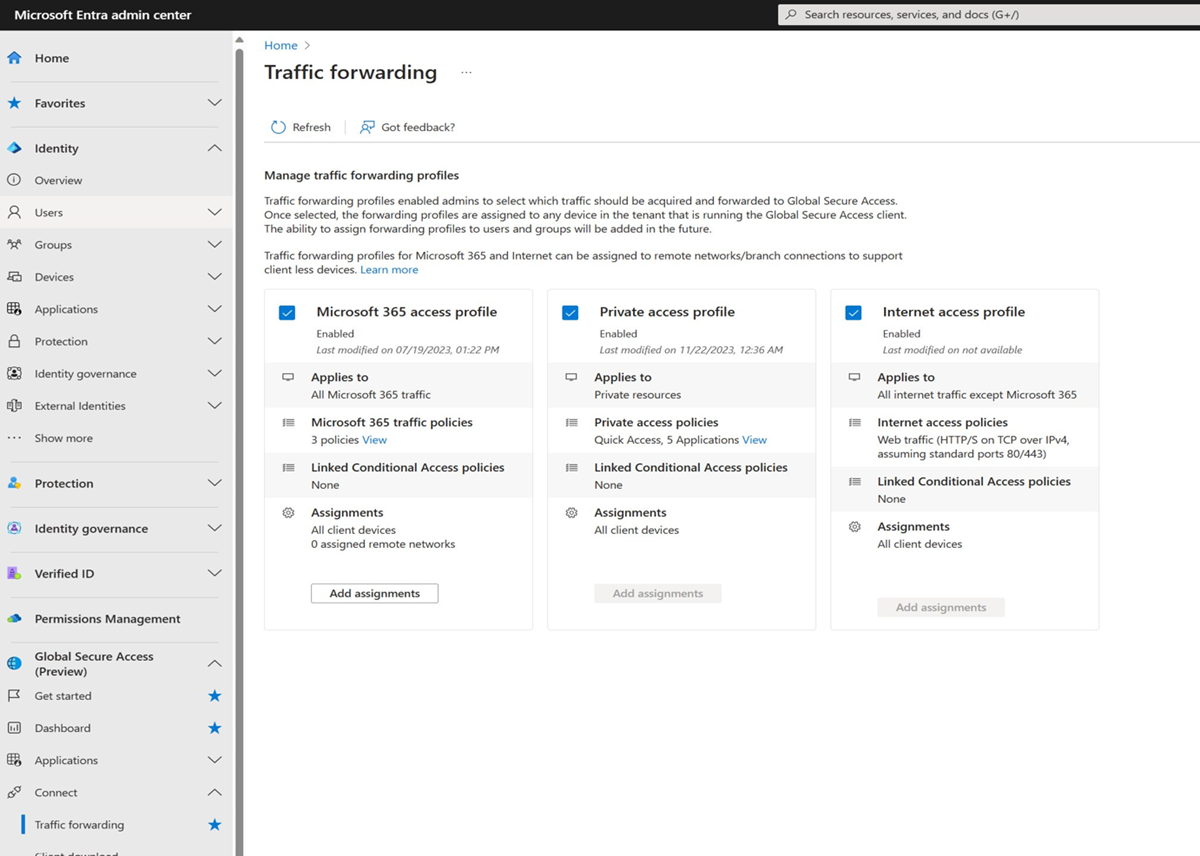 Microsoft Entra admin center
Search resources, services, and docs (G+/)
Home
Favorites
Identity
Overview
Users
Groups
Devices
Applications
Protection
Identity governance
External Identities
Show more
Protection
Identity governance
Verified ID
Permissions Management
Global Secure Access
(Preview)
Get started
Dashboard
Applications
Connect
Traffic forwarding
Client download
Home >
Traffic forwarding ...
Refresh
Got feedback?
Manage traffic forwarding profiles
Traffic forwarding profiles enabled admins to select which traffic should be acquired and forwarded to Global Secure Access.
Once selected, the forwarding profiles are assigned to any device in the tenant that is running the Global Secure Access client.
The ability to assign forwarding profiles to users and groups will be added in the future.
Traffic forwarding profiles for Microsoft 365 and Internet can be assigned to remote networks/branch connections to support
client less devices. Learn more
Microsoft 365 access profile
Enabled
Last modified on 07/19/2023, 01:22 PM
Applies to
All Microsoft 365 traffic
Microsoft 365 traffic policies
3 policies View
Linked Conditional Access policies
None
Assignments
All client devices
0 assigned remote networks
Add assignments
Private access profile
Enabled
Last modified on 11/22/2023, 12:36 AM
Applies to
Private resources
Private access policies
Quick Access, 5 Applications View
Linked Conditional Access policies
None
Assignments
All client devices
Add assignments
Internet access profile
Enabled
Last modified on not available
Applies to
All internet traffic except Microsoft 365
Internet access policies
Web traffic (HTTP/S on TCP over IPv4,
assuming standard ports 80/443)
Linked Conditional Access policies
None
Assignments
All client devices
Add assignments